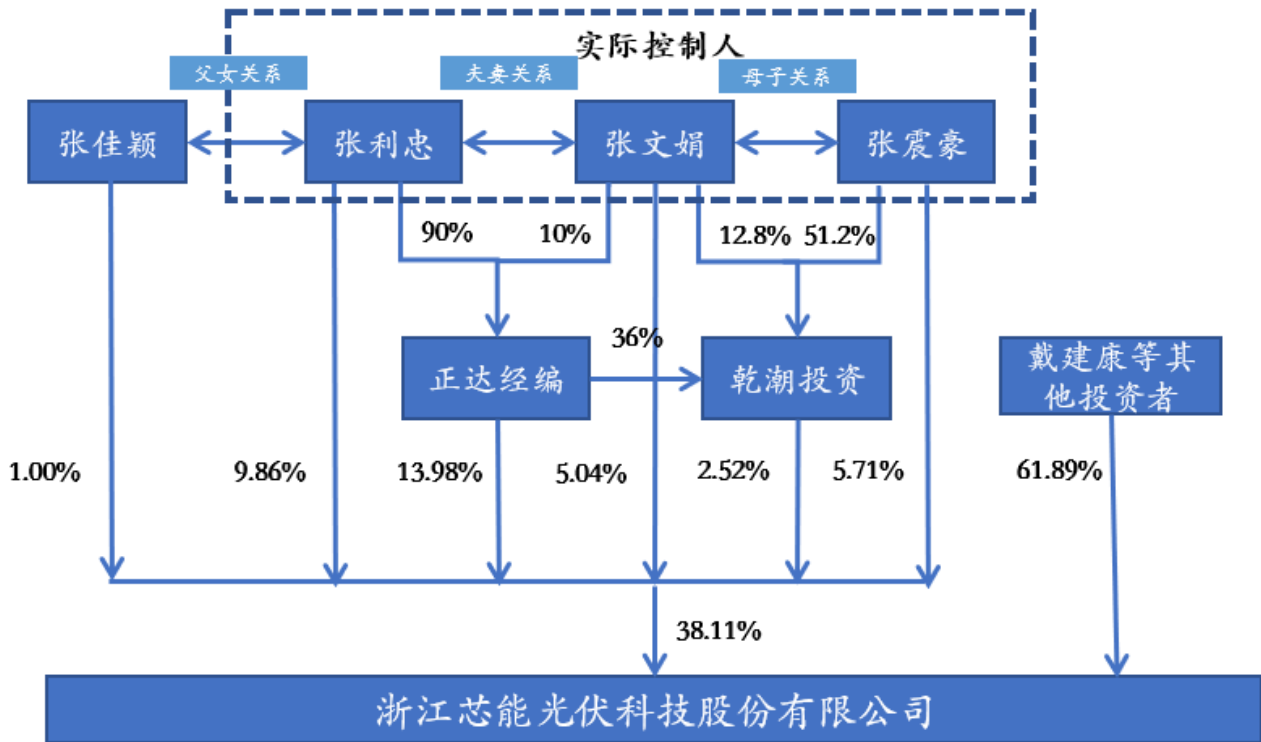 实际控制人
父女关系
夫妻关系
母子关系
张佳颖
张利忠
张文娟
张震豪
90%
10%
12.8%
51.2%
36%
正达经编
乾潮投资
戴建康等其
他投资者
1.00%
9.86%
13.98%
5.04%
2.52%
5.71%
61.89%
38.11%
浙江芯能光伏科技股份有限公司